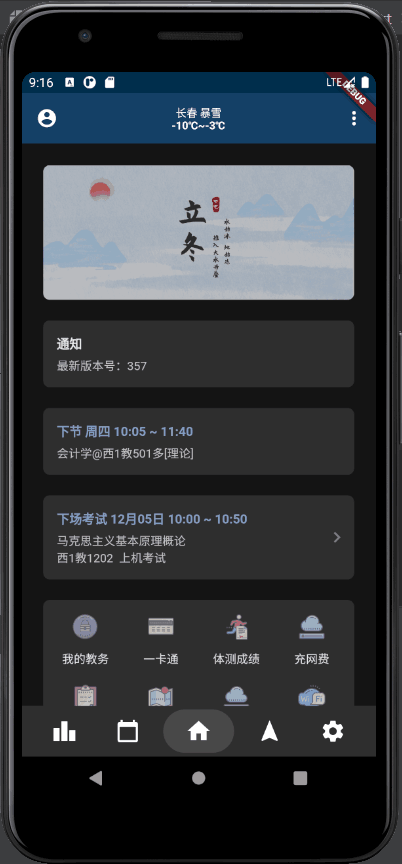 9:16
LTE
DEBUG
长春 暴雪
-10℃~-3℃
立冬
水始冰 地始冻
雉入大水为蜃
通知
最新版本号：357
下节 周四 10:05 ~ 11:40
会计学@西1教501多[理论]
下场考试 12月05日 10:00 ~ 10:50
马克思主义基本原理概论
西1教1202 上机考试
我的教务 一卡通 体测成绩 充网费